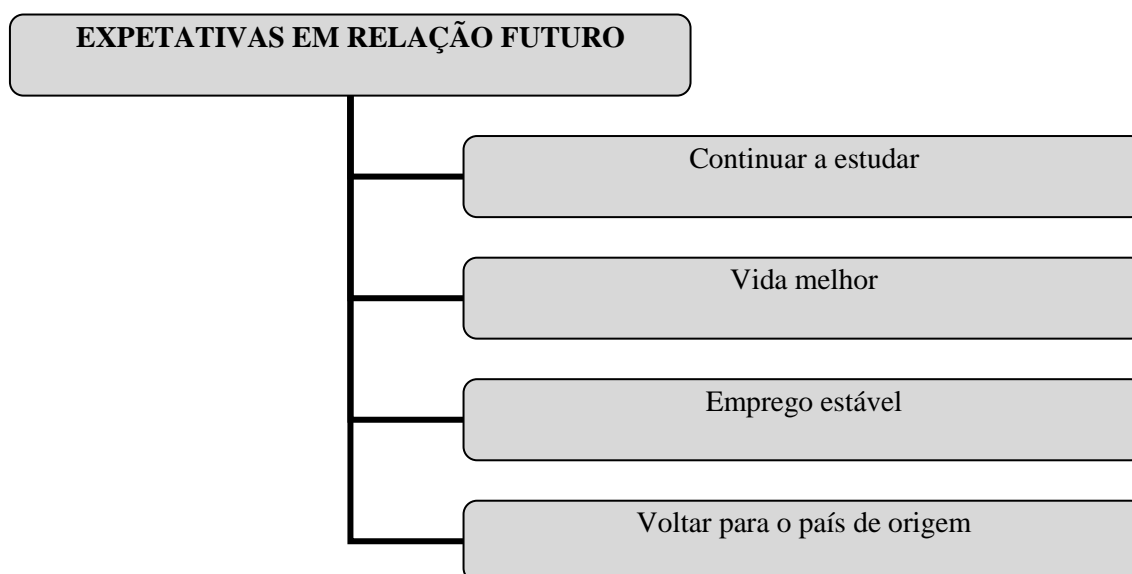 EXPETATIVAS EM RELAÇÃO FUTURO
Continuar a estudar
Vida melhor
Emprego estável
Voltar para o país de origem